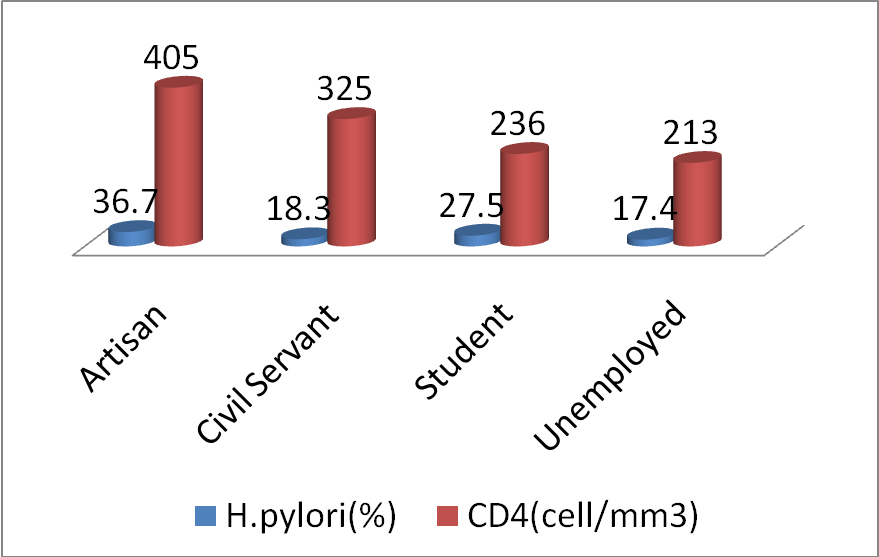 405
325
236
213
36.7
18.3
27.5
17.4
Artisan
Civil Servant
Student
Unemployed
H.pylori(%)
CD4(cell/mm3)